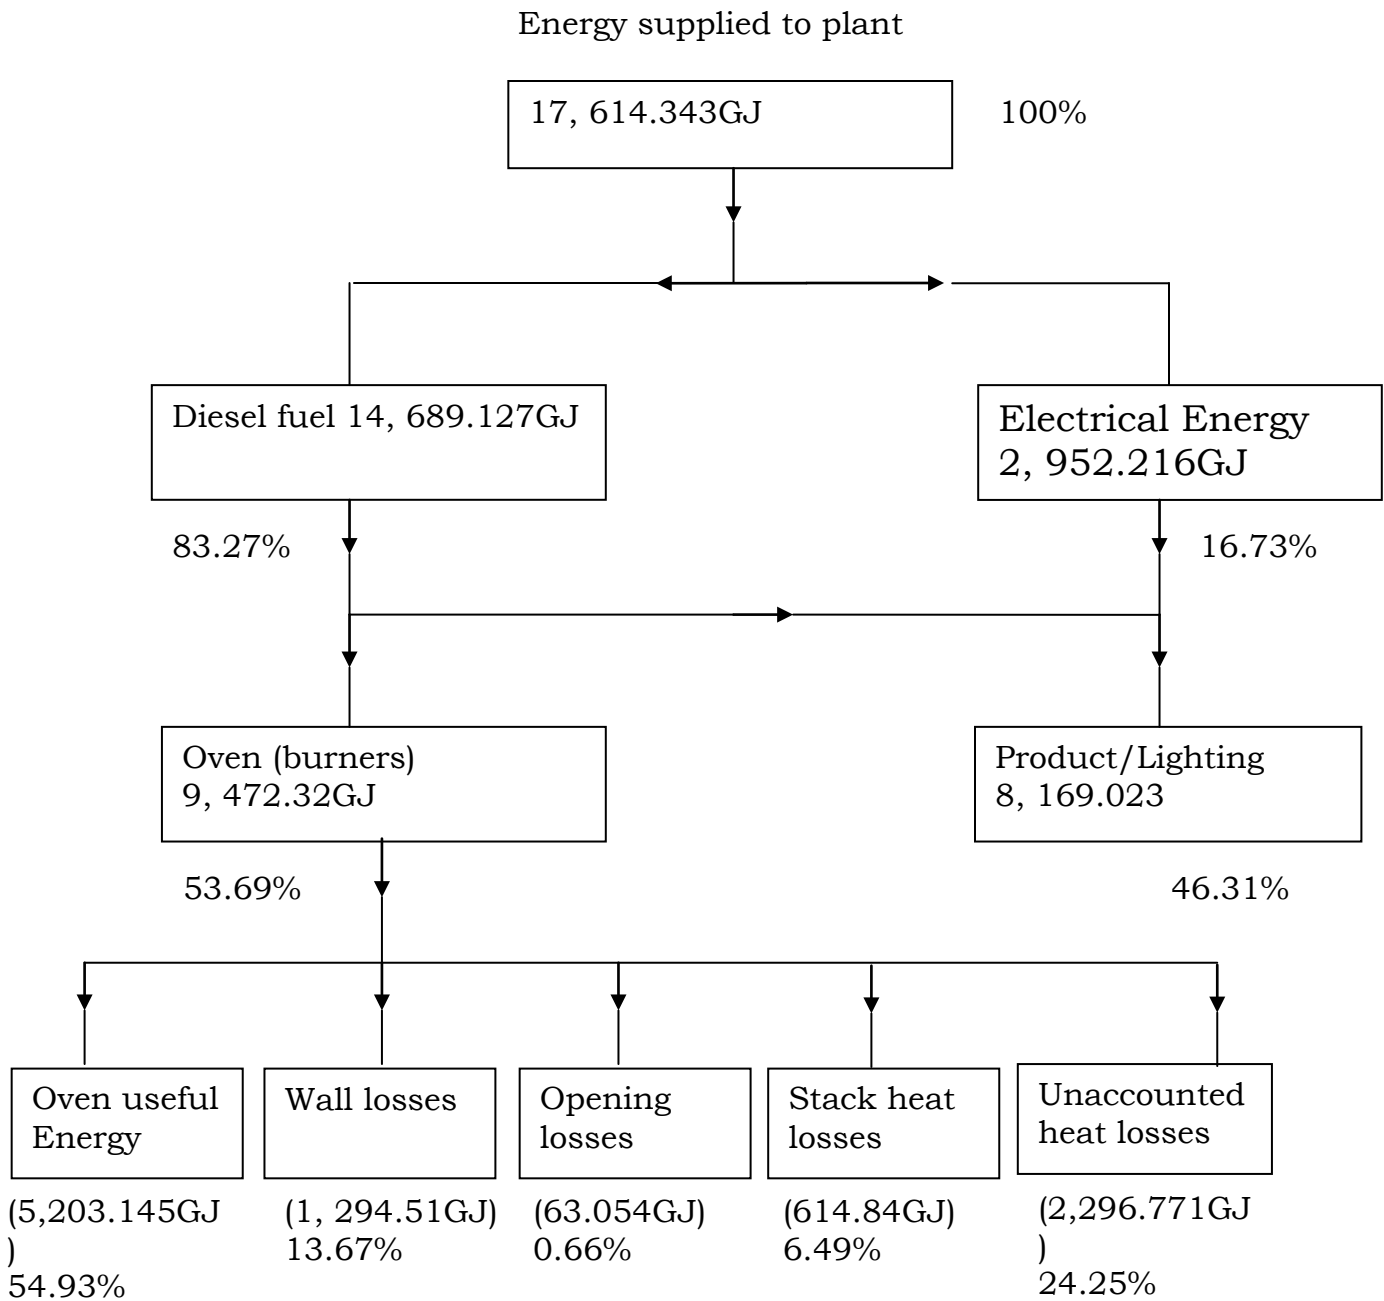 Energy supplied to plant
17, 614.343GJ
100%
Diesel fuel 14, 689.127GJ
Electrical Energy
2, 952.216GJ
83.27%
16.73%
Oven (burners)
9, 472.32GJ
Product/Lighting
8, 169.023
53.69%
46.31%
Oven useful
Energy
Wall losses
Opening
losses
Stack heat
losses
Unaccounted
heat losses
(5,203.145GJ
)
54.93%
(1, 294.51GJ)
13.67%
(63.054GJ)
0.66%
(614.84GJ)
6.49%
(2,296.771GJ
)
24.25%